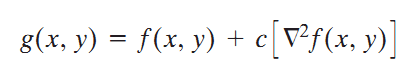 g(x, y) = f(x, y) + c[∇²f(x, y)]